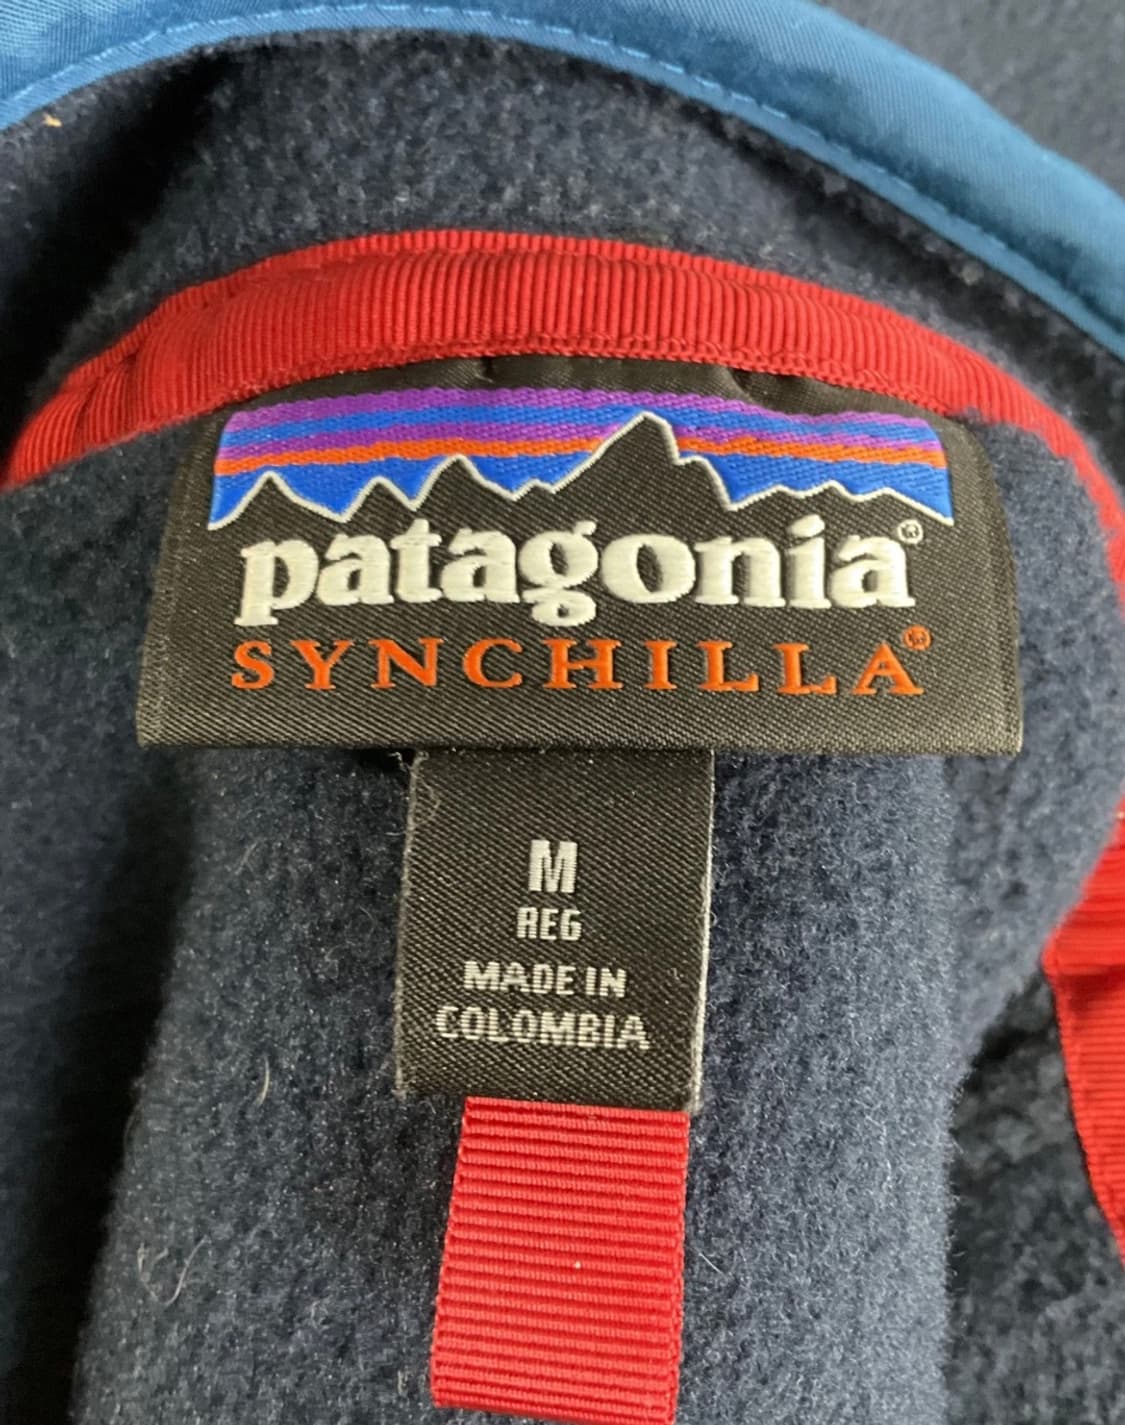 patagonia®
SYNCHILLA®
M
REG
MADE IN
COLOMBIA